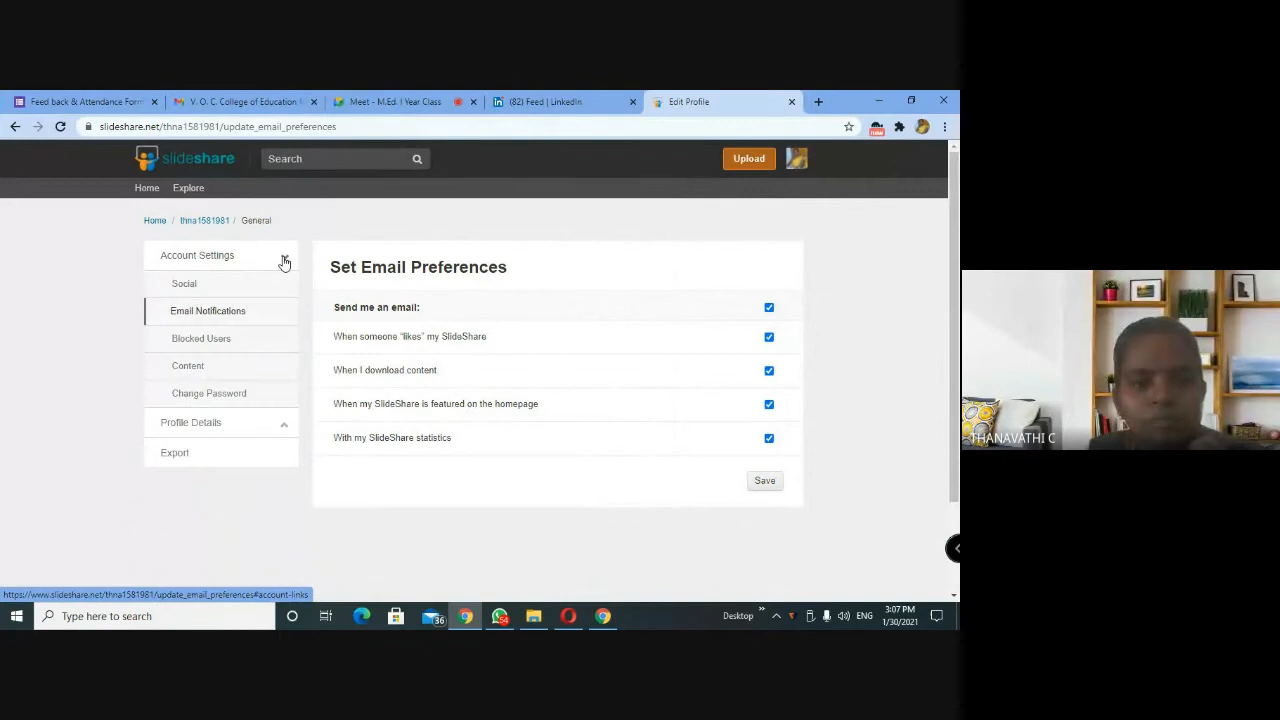 Feed back & Attendance Form
V. O. C. College of Education
Meet - M.Ed. I Year Class
(82) Feed | LinkedIn
Edit Profile
slideshare.net/thna1581981/update_email_preferences
new
slideshare
Search
Upload
Home
Explore
Home / thna1581981 / General
Account Settings
Social
Email Notifications
Blocked Users
Content
Change Password
Profile Details
Export
Set Email Preferences
Send me an email:
When someone “likes” my SlideShare
When I download content
When my SlideShare is featured on the homepage
With my SlideShare statistics
Save
THANAVATHI C
https://www.slideshare.net/thna1581981/update_email_preferences#account-links
Type here to search
36
54
Desktop
ENG
3:07 PM
1/30/2021